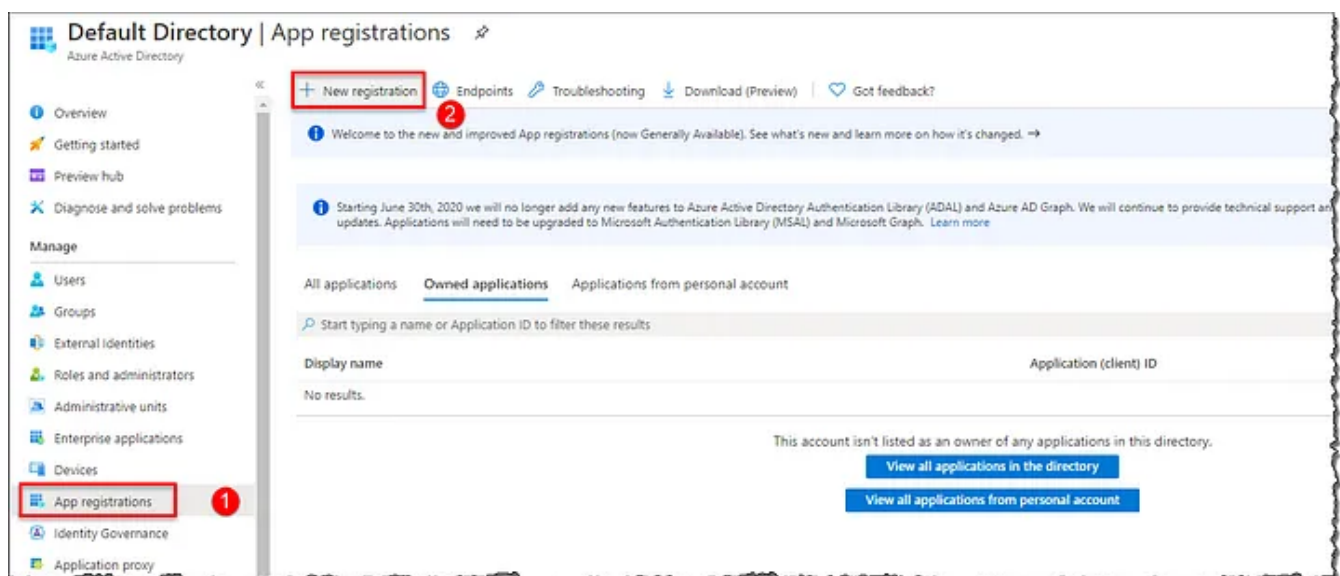 Default Directory | App registrations
Azure Active Directory
«
Overview
Getting started
Preview hub
Diagnose and solve problems
Manage
Users
Groups
External Identities
Roles and administrators
Administrative units
Enterprise applications
Devices
App registrations
1
Identity Governance
Application proxy
+ New registration
2
Endpoints
Troubleshooting
Download (Preview)
Got feedback?
Welcome to the new and improved App registrations (now Generally Available). See what's new and learn more on how it's changed. →
Starting June 30th, 2020 we will no longer add any new features to Azure Active Directory Authentication Library (ADAL) and Azure AD Graph. We will continue to provide technical support an
updates. Applications will need to be upgraded to Microsoft Authentication Library (MSAL) and Microsoft Graph. Learn more
All applications Owned applications Applications from personal account
Start typing a name or Application ID to filter these results
Display name Application (client) ID
No results.
This account isn't listed as an owner of any applications in this directory.
View all applications in the directory
View all applications from personal account